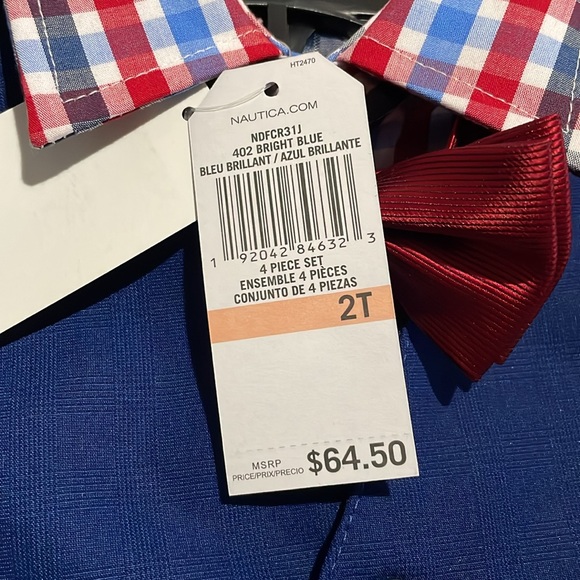 HT2470
NAUTICA.COM
NDFCR31J
402 BRIGHT BLUE
BLEU BRILLANT / AZUL BRILLANTE
1 92042 84632 3
4 PIECE SET
ENSEMBLE 4 PIÈCES
CONJUNTO DE 4 PIEZAS
2T
MSRP
PRICE/PRIX/PRECIO $64.50